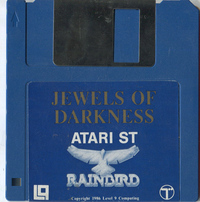 JEWELS OF
DARKNESS
ATARI ST
RAINBIRD
Copyright 1986 Level 9 Computing